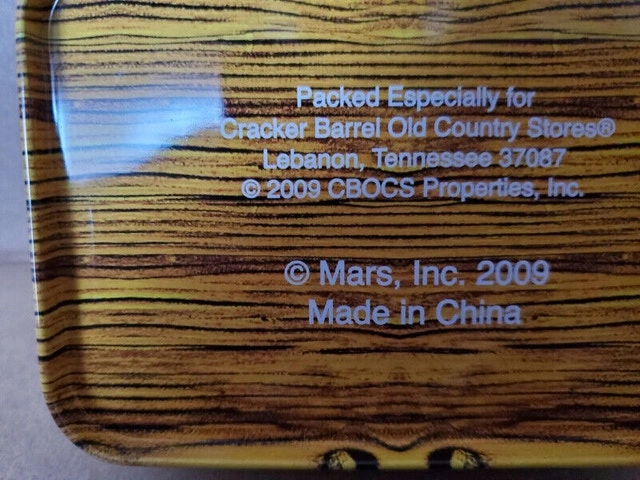 Packed Especially for
Cracker Barrel Old Country Stores®
Lebanon, Tennessee 37087
© 2009 CBOCS Properties, Inc.
© Mars, Inc. 2009
Made in China